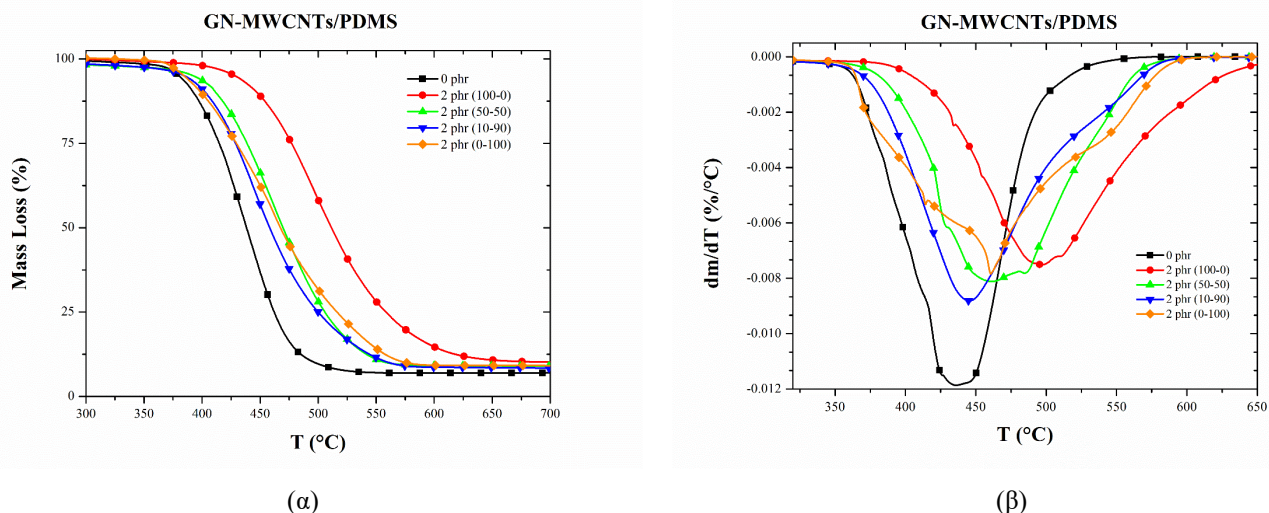 GN-MWCNTs/PDMS
Mass Loss (%)
100
75
50
25
0
300 350 400 450 500 550 600 650 700
T (°C)
0 phr
2 phr (100-0)
2 phr (50-50)
2 phr (10-90)
2 phr (0-100)
(α)
GN-MWCNTs/PDMS
dm/dT (%/°C)
0.000
-0.002
-0.004
-0.006
-0.008
-0.010
-0.012
350 400 450 500 550 600 650
T (°C)
0 phr
2 phr (100-0)
2 phr (50-50)
2 phr (10-90)
2 phr (0-100)
(β)